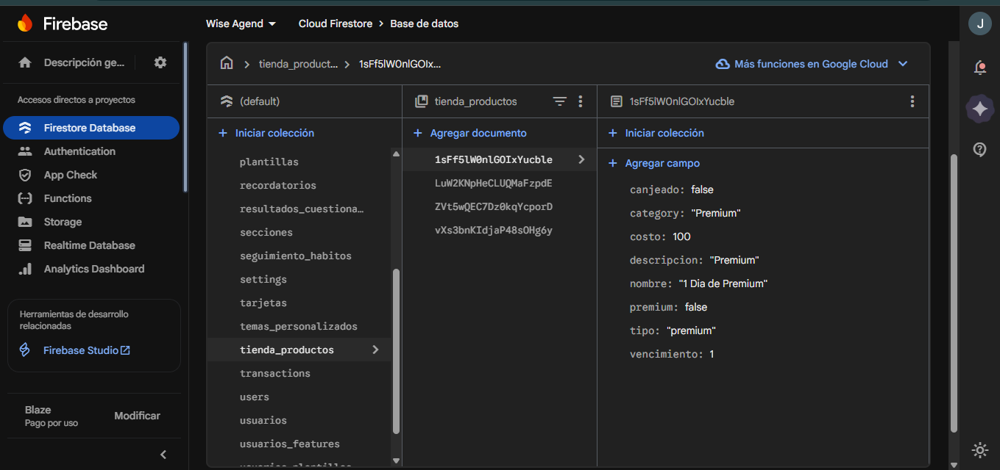 Firebase
Wise Agend
Cloud Firestore > Base de datos
J
Descripción ge...
Accesos directos a proyectos
Firestore Database
Authentication
App Check
Functions
Storage
Realtime Database
Analytics Dashboard
Herramientas de desarrollo
relacionadas
Firebase Studio
Blaze
Pago por uso
Modificar
tienda_product... > 1sFf5lW0nlGOIx...
Más funciones en Google Cloud
(default)
+ Iniciar colección
plantillas
recordatorios
resultados_cuestiona…
secciones
seguimiento_habitos
settings
tarjetas
temas_personalizados
tienda_productos
transactions
users
usuarios
usuarios_features
usuarios_plantillas
tienda_productos
+ Agregar documento
1sFf5lW0nlGOIxYucble
LuW2KNpHeCLUQMaFzpdE
ZVt5wQEC7Dz0kqYcporD
vXs3bnKIdjaP48sOHg6y
1sFf5lW0nlGOIxYucble
+ Iniciar colección
+ Agregar campo
canjeado: false
category: "Premium"
costo: 100
descripcion: "Premium"
nombre: "1 Dia de Premium"
premium: false
tipo: "premium"
vencimiento: 1